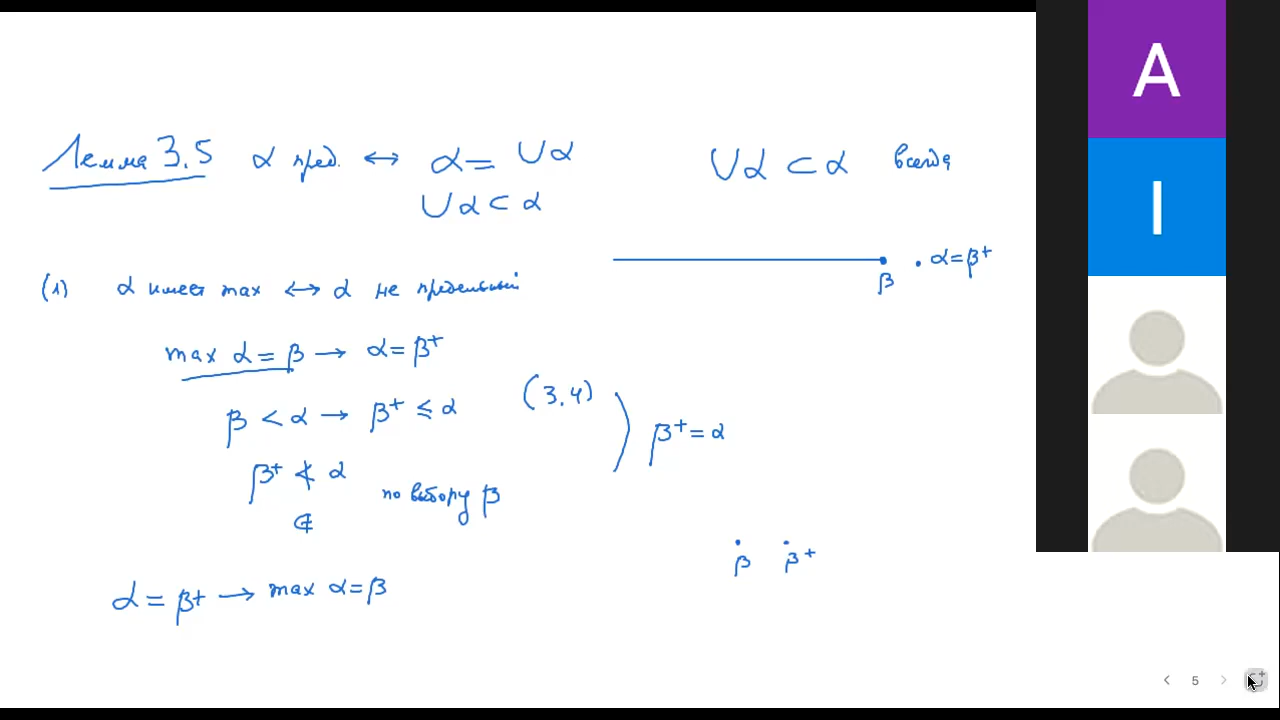 Лемма 3.5 α пред. ↔ α = ∪α ∪α ⊂ α всегда
∪α ⊂ α
α = β⁺
β
(1) α имеет max ↔ α не предельный
max α = β → α = β⁺
β < α → β⁺ ≤ α (3.4)
β⁺ = α
β⁺ ≮ α по выбору β
∉
β β⁺
α = β⁺ → max α = β
A
I
5